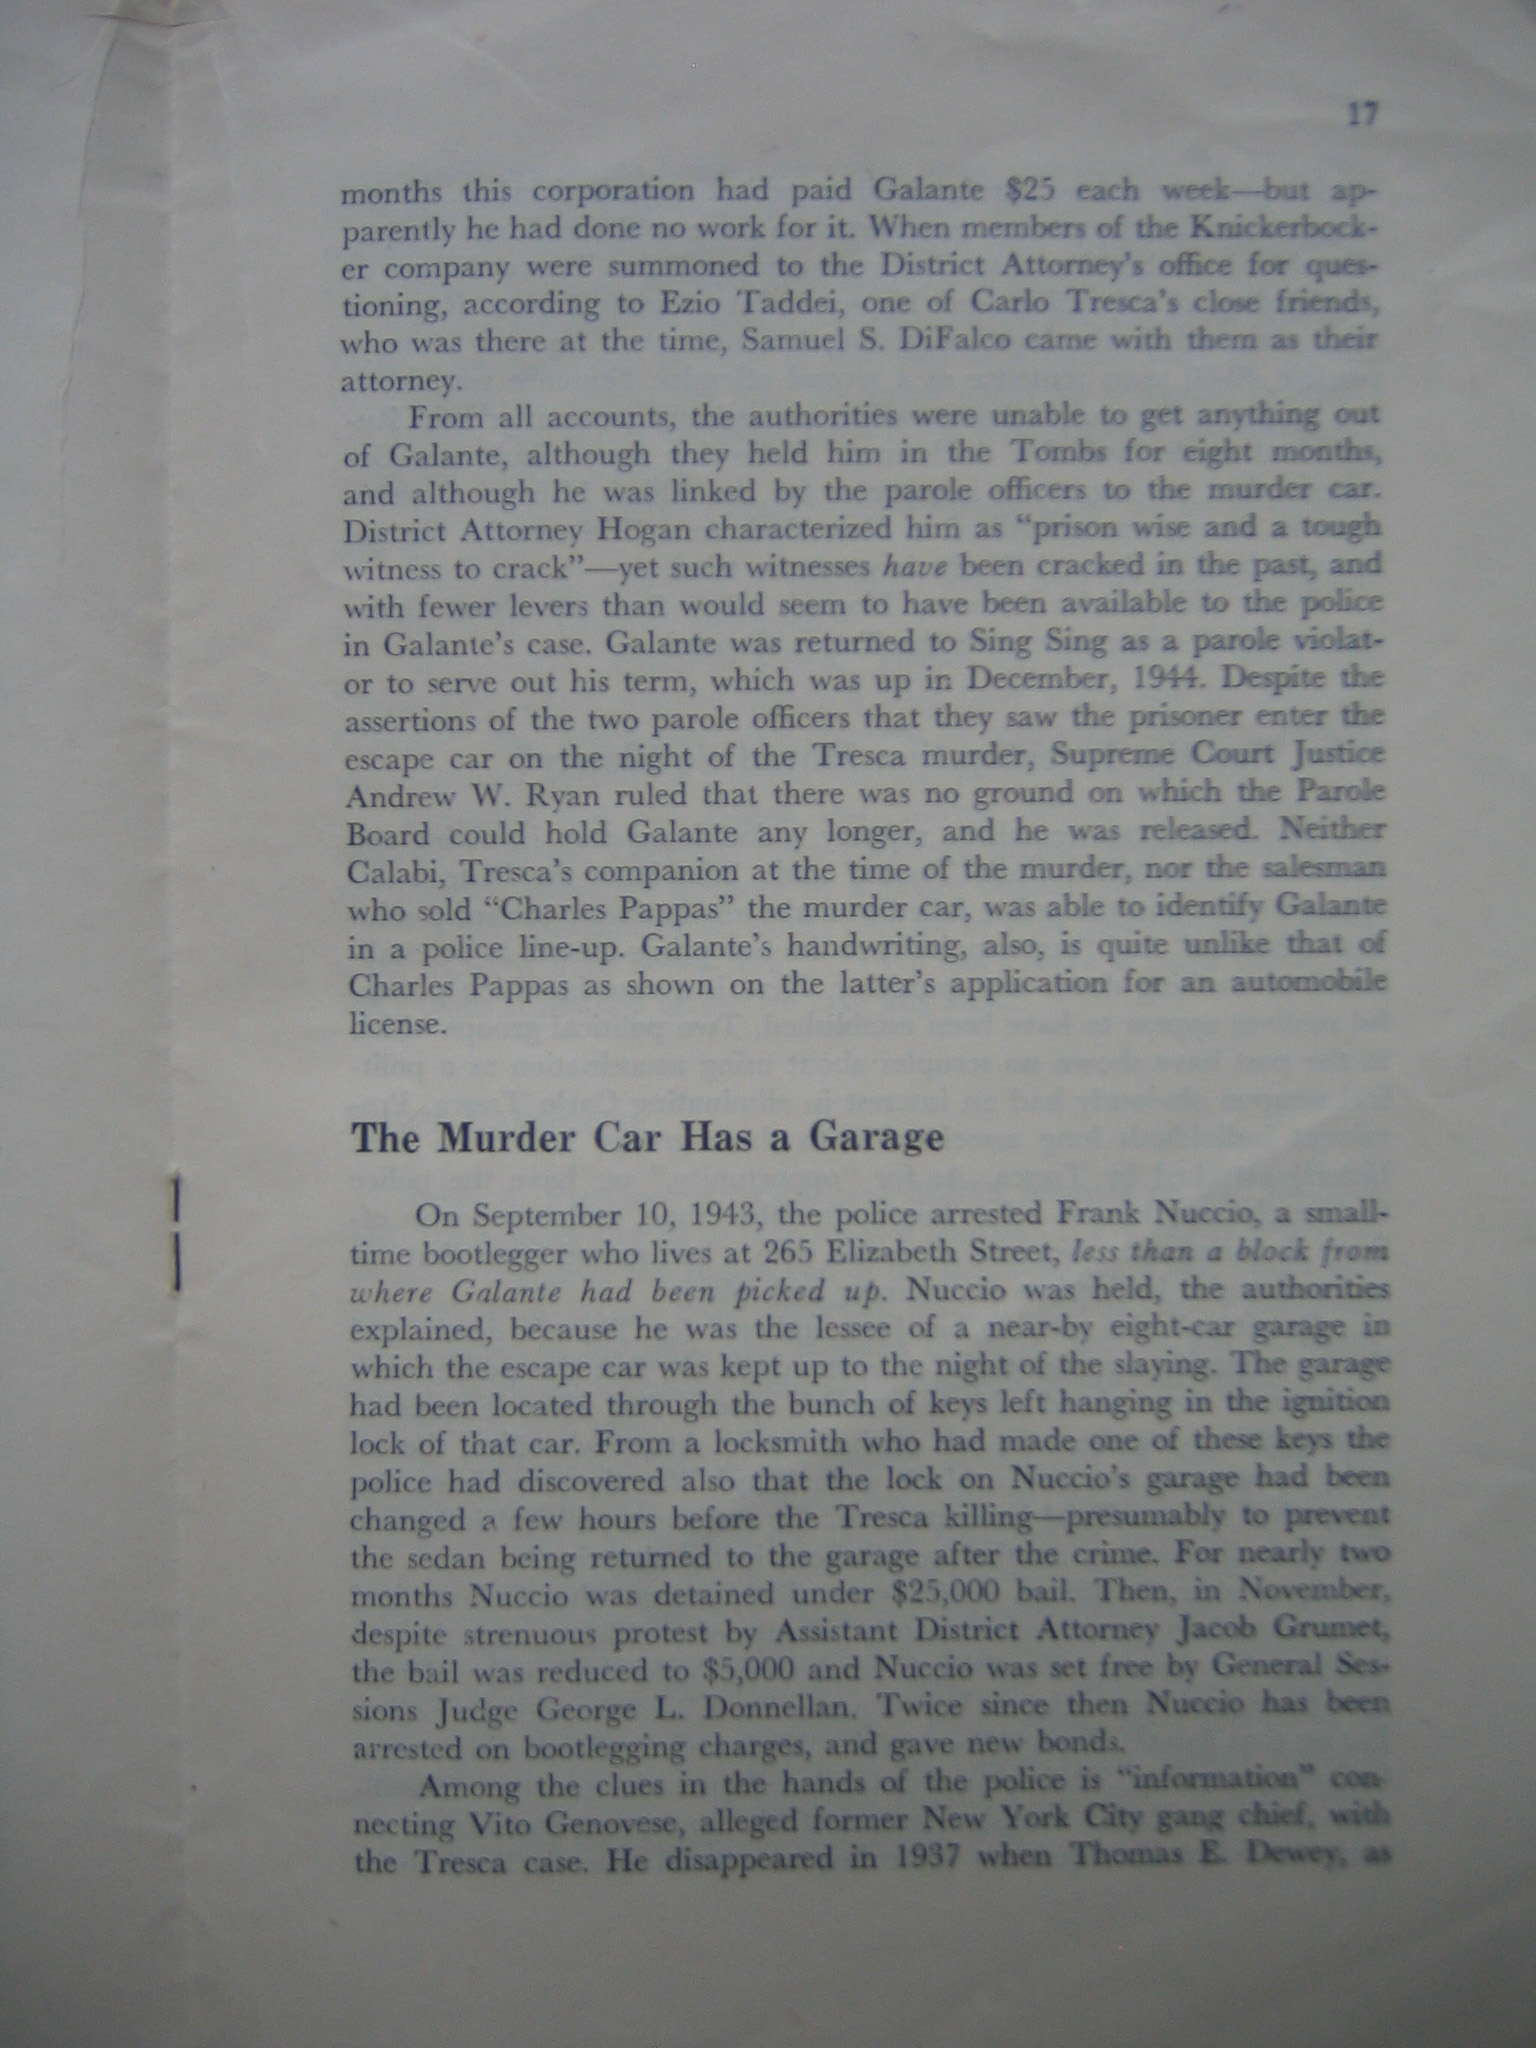 17
months this corporation had paid Galante $25 each week—but ap-
parently he had done no work for it. When members of the Knickerbock-
er company were summoned to the District Attorney's office for ques-
tioning, according to Ezio Taddei, one of Carlo Tresca's close friends,
who was there at the time, Samuel S. DiFalco came with them as their
attorney.
From all accounts, the authorities were unable to get anything out
of Galante, although they held him in the Tombs for eight months,
and although he was linked by the parole officers to the murder car.
District Attorney Hogan characterized him as “prison wise and a tough
witness to crack”—yet such witnesses have been cracked in the past, and
with fewer levers than would seem to have been available to the police
in Galante's case. Galante was returned to Sing Sing as a parole violat-
or to serve out his term, which was up in December, 1944. Despite the
assertions of the two parole officers that they saw the prisoner enter the
escape car on the night of the Tresca murder, Supreme Court Justice
Andrew W. Ryan ruled that there was no ground on which the Parole
Board could hold Galante any longer, and he was released. Neither
Calabi, Tresca's companion at the time of the murder, nor the salesman
who sold “Charles Pappas” the murder car, was able to identify Galante
in a police line-up. Galante's handwriting, also, is quite unlike that of
Charles Pappas as shown on the latter's application for an automobile
license.
The Murder Car Has a Garage
On September 10, 1943, the police arrested Frank Nuccio, a small-
time bootlegger who lives at 265 Elizabeth Street, less than a block from
where Galante had been picked up. Nuccio was held, the authorities
explained, because he was the lessee of a near-by eight-car garage in
which the escape car was kept up to the night of the slaying. The garage
had been located through the bunch of keys left hanging in the ignition
lock of that car. From a locksmith who had made one of these keys the
police had discovered also that the lock on Nuccio's garage had been
changed a few hours before the Tresca killing—presumably to prevent
the sedan being returned to the garage after the crime. For nearly two
months Nuccio was detained under $25,000 bail. Then, in November,
despite strenuous protest by Assistant District Attorney Jacob Grumet,
the bail was reduced to $5,000 and Nuccio was set free by General Ses-
sions Judge George L. Donnellan. Twice since then Nuccio has been
arrested on bootlegging charges, and gave new bonds.
Among the clues in the hands of the police is “information” con-
necting Vito Genovese, alleged former New York City gang chief, with
the Tresca case. He disappeared in 1937 when Thomas E. Dewey, as